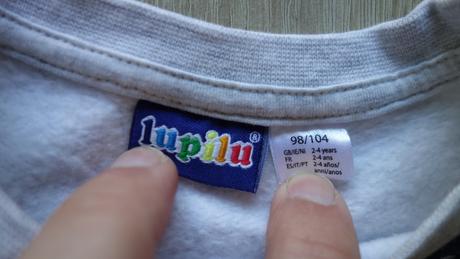 lupilu®
98/104
GB/IE/NI 2-4 years
FR 2-4 ans
ES/IT/PT 2-4 años/
anni/anos